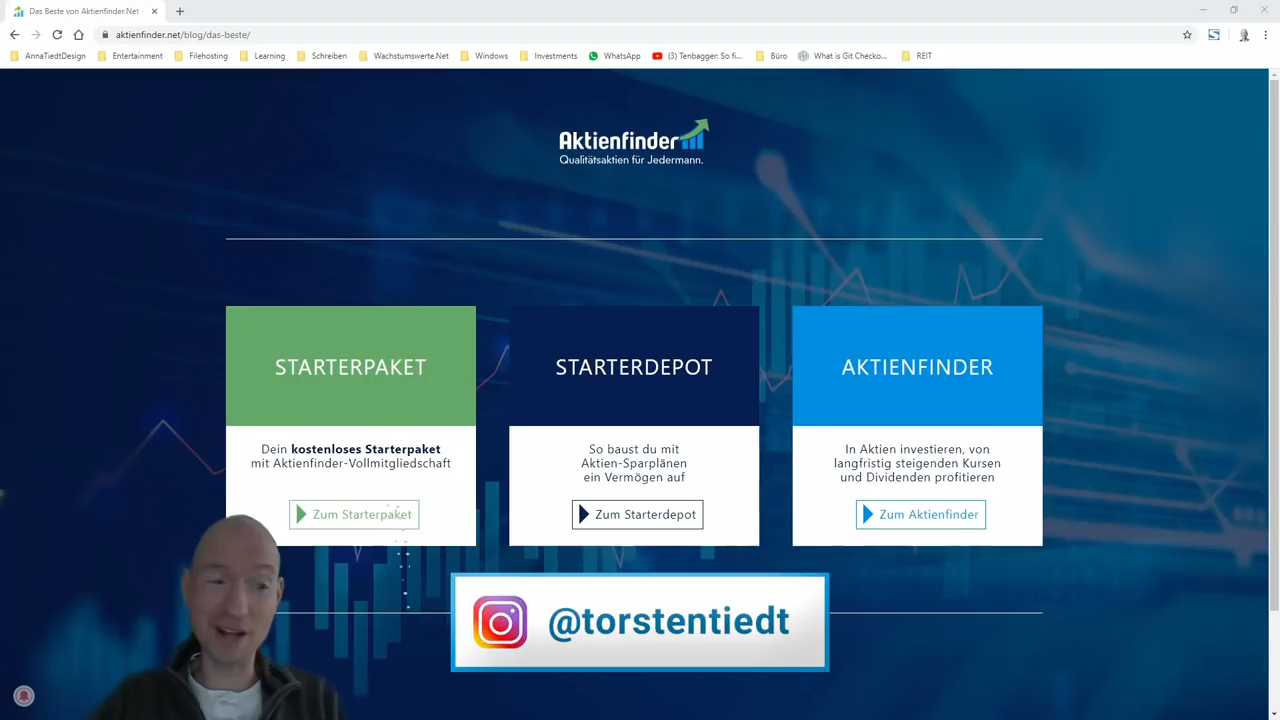 Das Beste von Aktienfinder.Net
aktienfinder.net/blog/das-beste/
AnnaTiedtDesign
Entertainment
Filehosting
Learning
Schreiben
Wachstumswerte.Net
Windows
Investments
WhatsApp
(3) Tenbagger: So fi...
Büro
What is Git Checko...
REIT
Aktienfinder
Qualitätsaktien für Jedermann.
STARTERPAKET
Dein kostenloses Starterpaket
mit Aktienfinder-Vollmitgliedschaft
Zum Starterpaket
STARTERDEPOT
So baust du mit
Aktien-Sparplänen
ein Vermögen auf
Zum Starterdepot
AKTIENFINDER
In Aktien investieren, von
langfristig steigenden Kursen
und Dividenden profitieren
Zum Aktienfinder
@torstentiedt